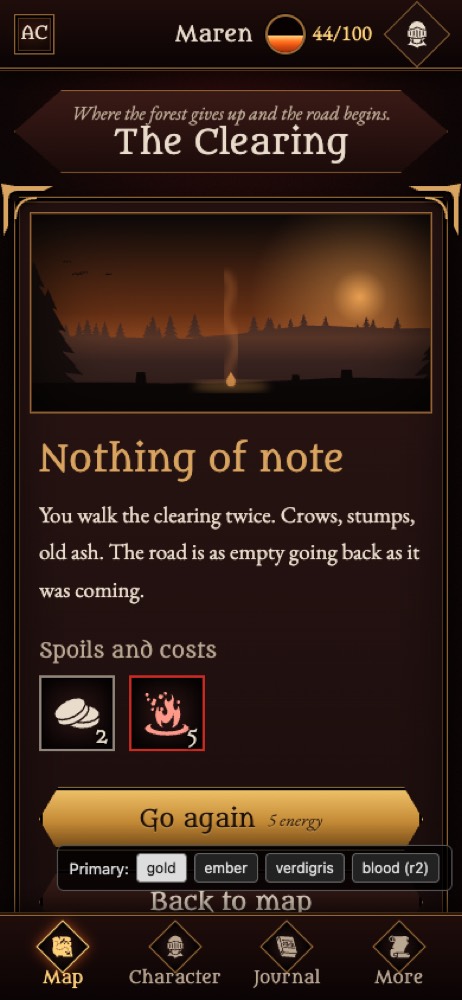 AC
Maren
44/100
Where the forest gives up and the road begins.
The Clearing
Nothing of note
You walk the clearing twice. Crows, stumps,
old ash. The road is as empty going back as it
was coming.
Spoils and costs
2
5
Go again 5 energy
Primary: gold ember verdigris blood (r2)
Back to map
Map Character Journal More